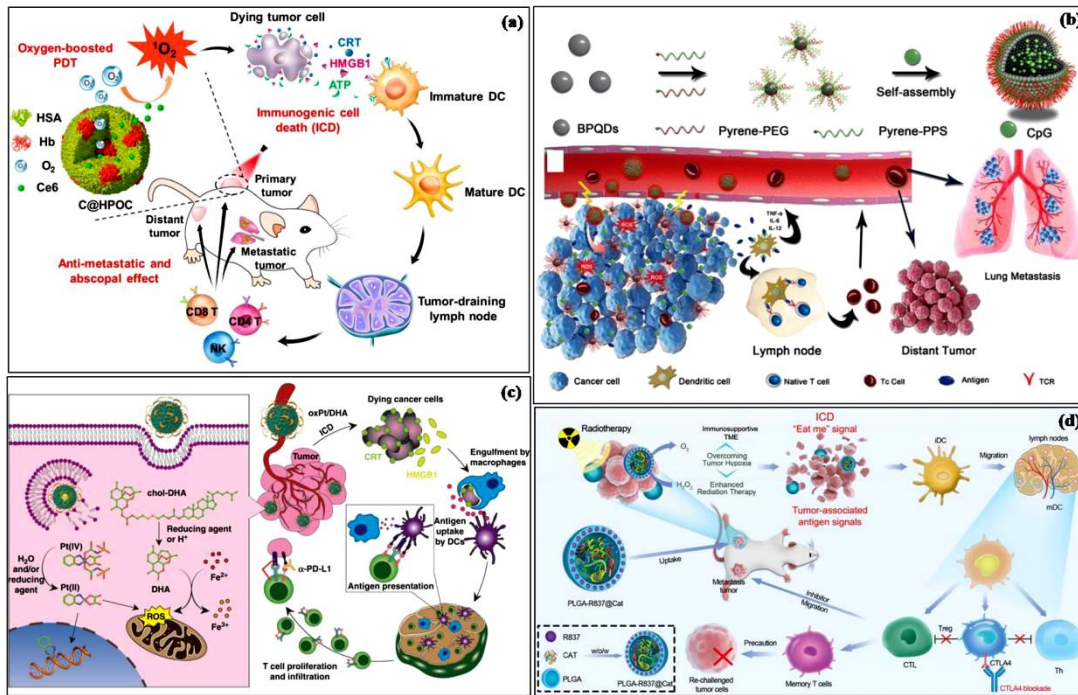 (a)
Dying tumor cell
Oxygen-boosted
PDT
¹O₂
CRT
HMGB1
ATP
Immature DC
O₂
O₂
O₂
HSA
Hb
O₂
Ce6
C@HPOC
Immunogenic cell
death (ICD)
Primary
tumor
Mature DC
Distant
tumor
Metastatic
tumor
Anti-metastatic and
abscopal effect
CD8 T
CD4 T
NK
Tumor-draining
lymph node
(b)
Self-assembly
BPQDs
Pyrene-PEG
Pyrene-PPS
CpG
TNF-α
IL-6
IL-12
ROS
ROS
ROS
Lung Metastasis
Lymph node
Distant Tumor
Cancer cell
Dendritic cell
Native T cell
Tc Cell
Antigen
TCR
(c)
oxPt/DHA
ICD
Dying cancer cells
CRT
HMGB1
Tumor
Engulfment by
macrophages
chol-DHA
Reducing agent
or H⁺
Pt(IV)
H₂O
and/or
reducing
agent
Pt(II)
DHA
Fe²⁺
Fe³⁺
ROS
α-PD-L1
Antigen
uptake
by DCs
Antigen presentation
T cell proliferation
and infiltration
(d)
Radiotherapy
O₂
H₂O₂
Immunosupportive
TME
Overcoming
Tumor Hypoxia
Enhanced
Radiation Therapy
ICD
"Eat me" signal
Tumor-associated
antigen signals
iDC
Migration
lymph nodes
mDC
Uptake
PLGA-R837@Cat
Metastasis
tumor
Inhibitor
Migration
R837
CAT
PLGA
w/o/w
PLGA-R837@Cat
Precaution
Re-challenged
tumor cells
Memory T cells
CTL
Treg
CTLA4
Th
CTLA4 blockade